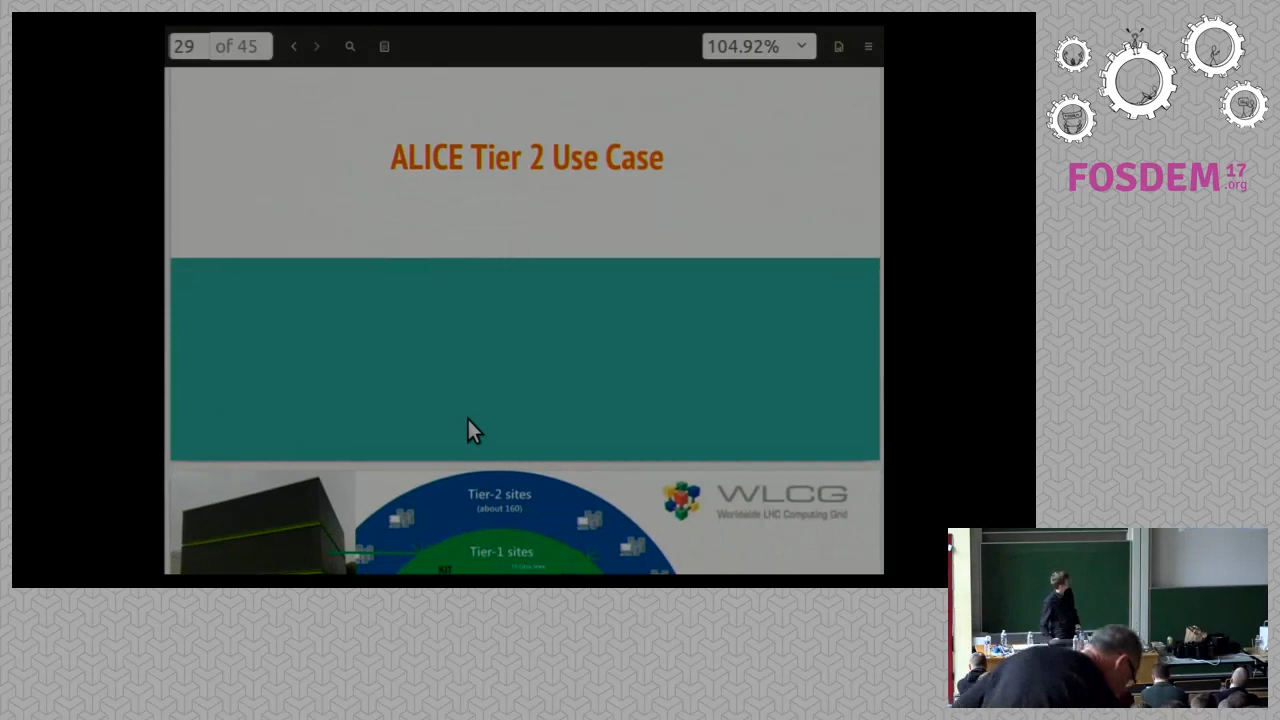 29 of 45
104.92%
ALICE Tier 2 Use Case
Tier-2 sites
(about 160)
WLCG
Worldwide LHC Computing Grid
Tier-1 sites
KIT
FOSDEM 17
.org